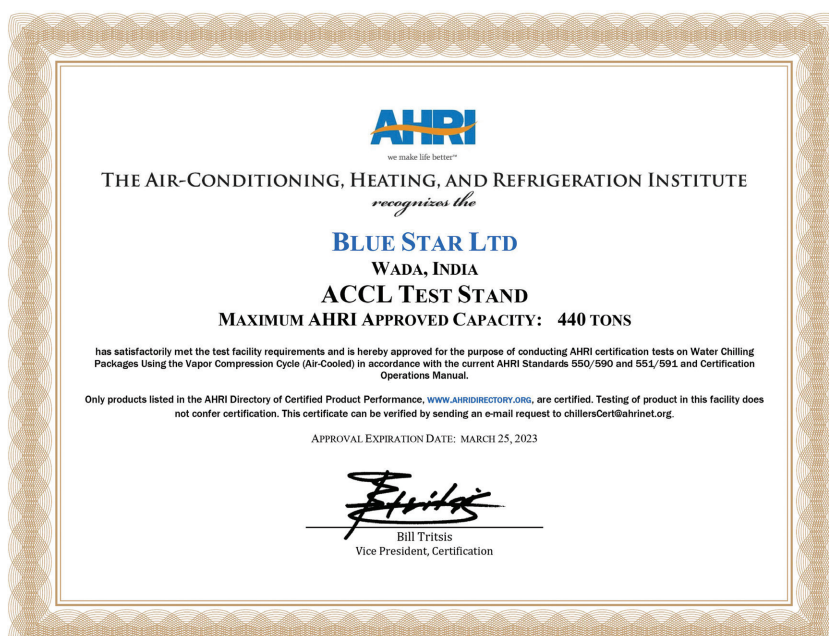 AHRI
we make life better™
THE AIR-CONDITIONING, HEATING, AND REFRIGERATION INSTITUTE
recognizes the
BLUE STAR LTD
WADA, INDIA
ACCL TEST STAND
MAXIMUM AHRI APPROVED CAPACITY: 440 TONS
has satisfactorily met the test facility requirements and is hereby approved for the purpose of conducting AHRI certification tests on Water Chilling
Packages Using the Vapor Compression Cycle (Air-Cooled) in accordance with the current AHRI Standards 550/590 and 551/591 and Certification
Operations Manual.
Only products listed in the AHRI Directory of Certified Product Performance, WWW.AHRIDIRECTORY.ORG, are certified. Testing of product in this facility does
not confer certification. This certificate can be verified by sending an e-mail request to chillersCert@ahrinet.org.
APPROVAL EXPIRATION DATE: MARCH 25, 2023
Bill Tritsis
Vice President, Certification